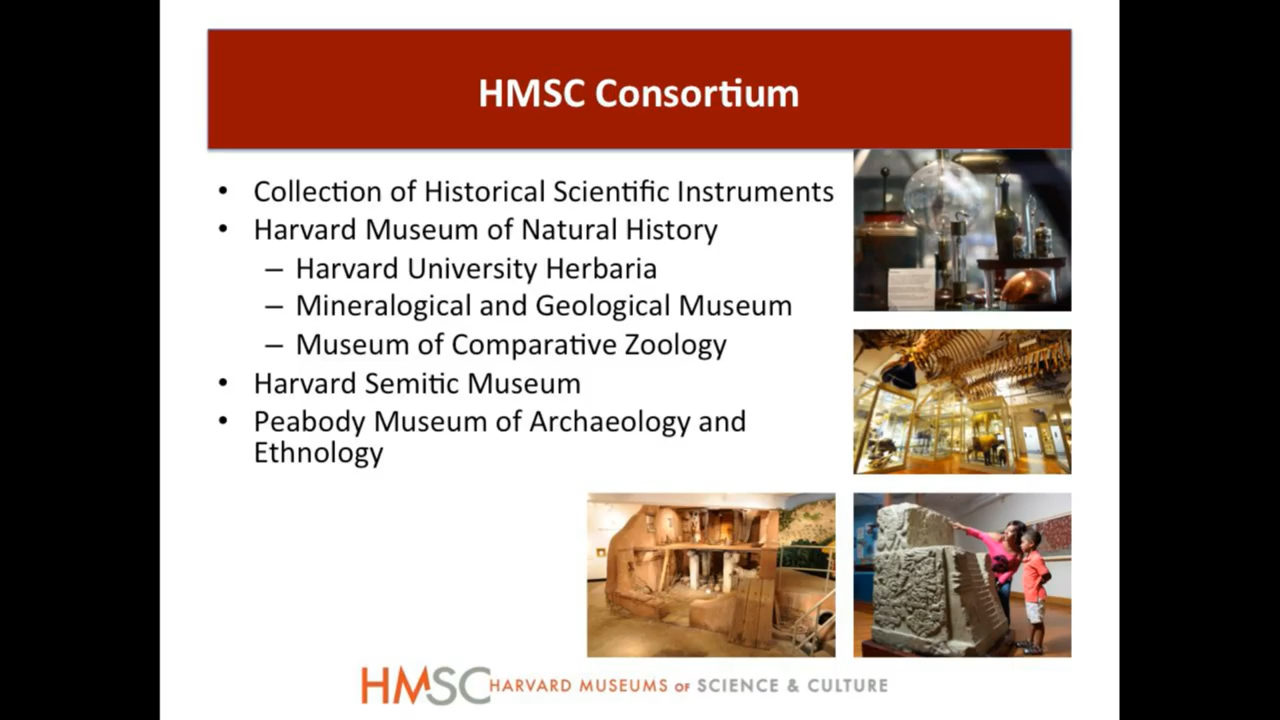 HMSC Consortium
• Collection of Historical Scientific Instruments
• Harvard Museum of Natural History
– Harvard University Herbaria
– Mineralogical and Geological Museum
– Museum of Comparative Zoology
• Harvard Semitic Museum
• Peabody Museum of Archaeology and
Ethnology
HMSC HARVARD MUSEUMS OF SCIENCE & CULTURE